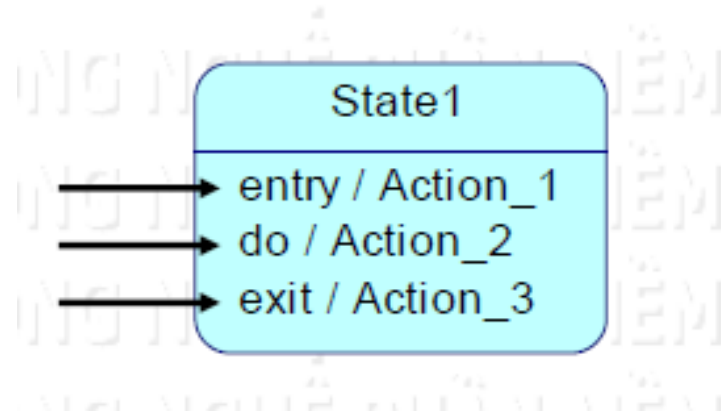 State1
entry / Action_1
do / Action_2
exit / Action_3